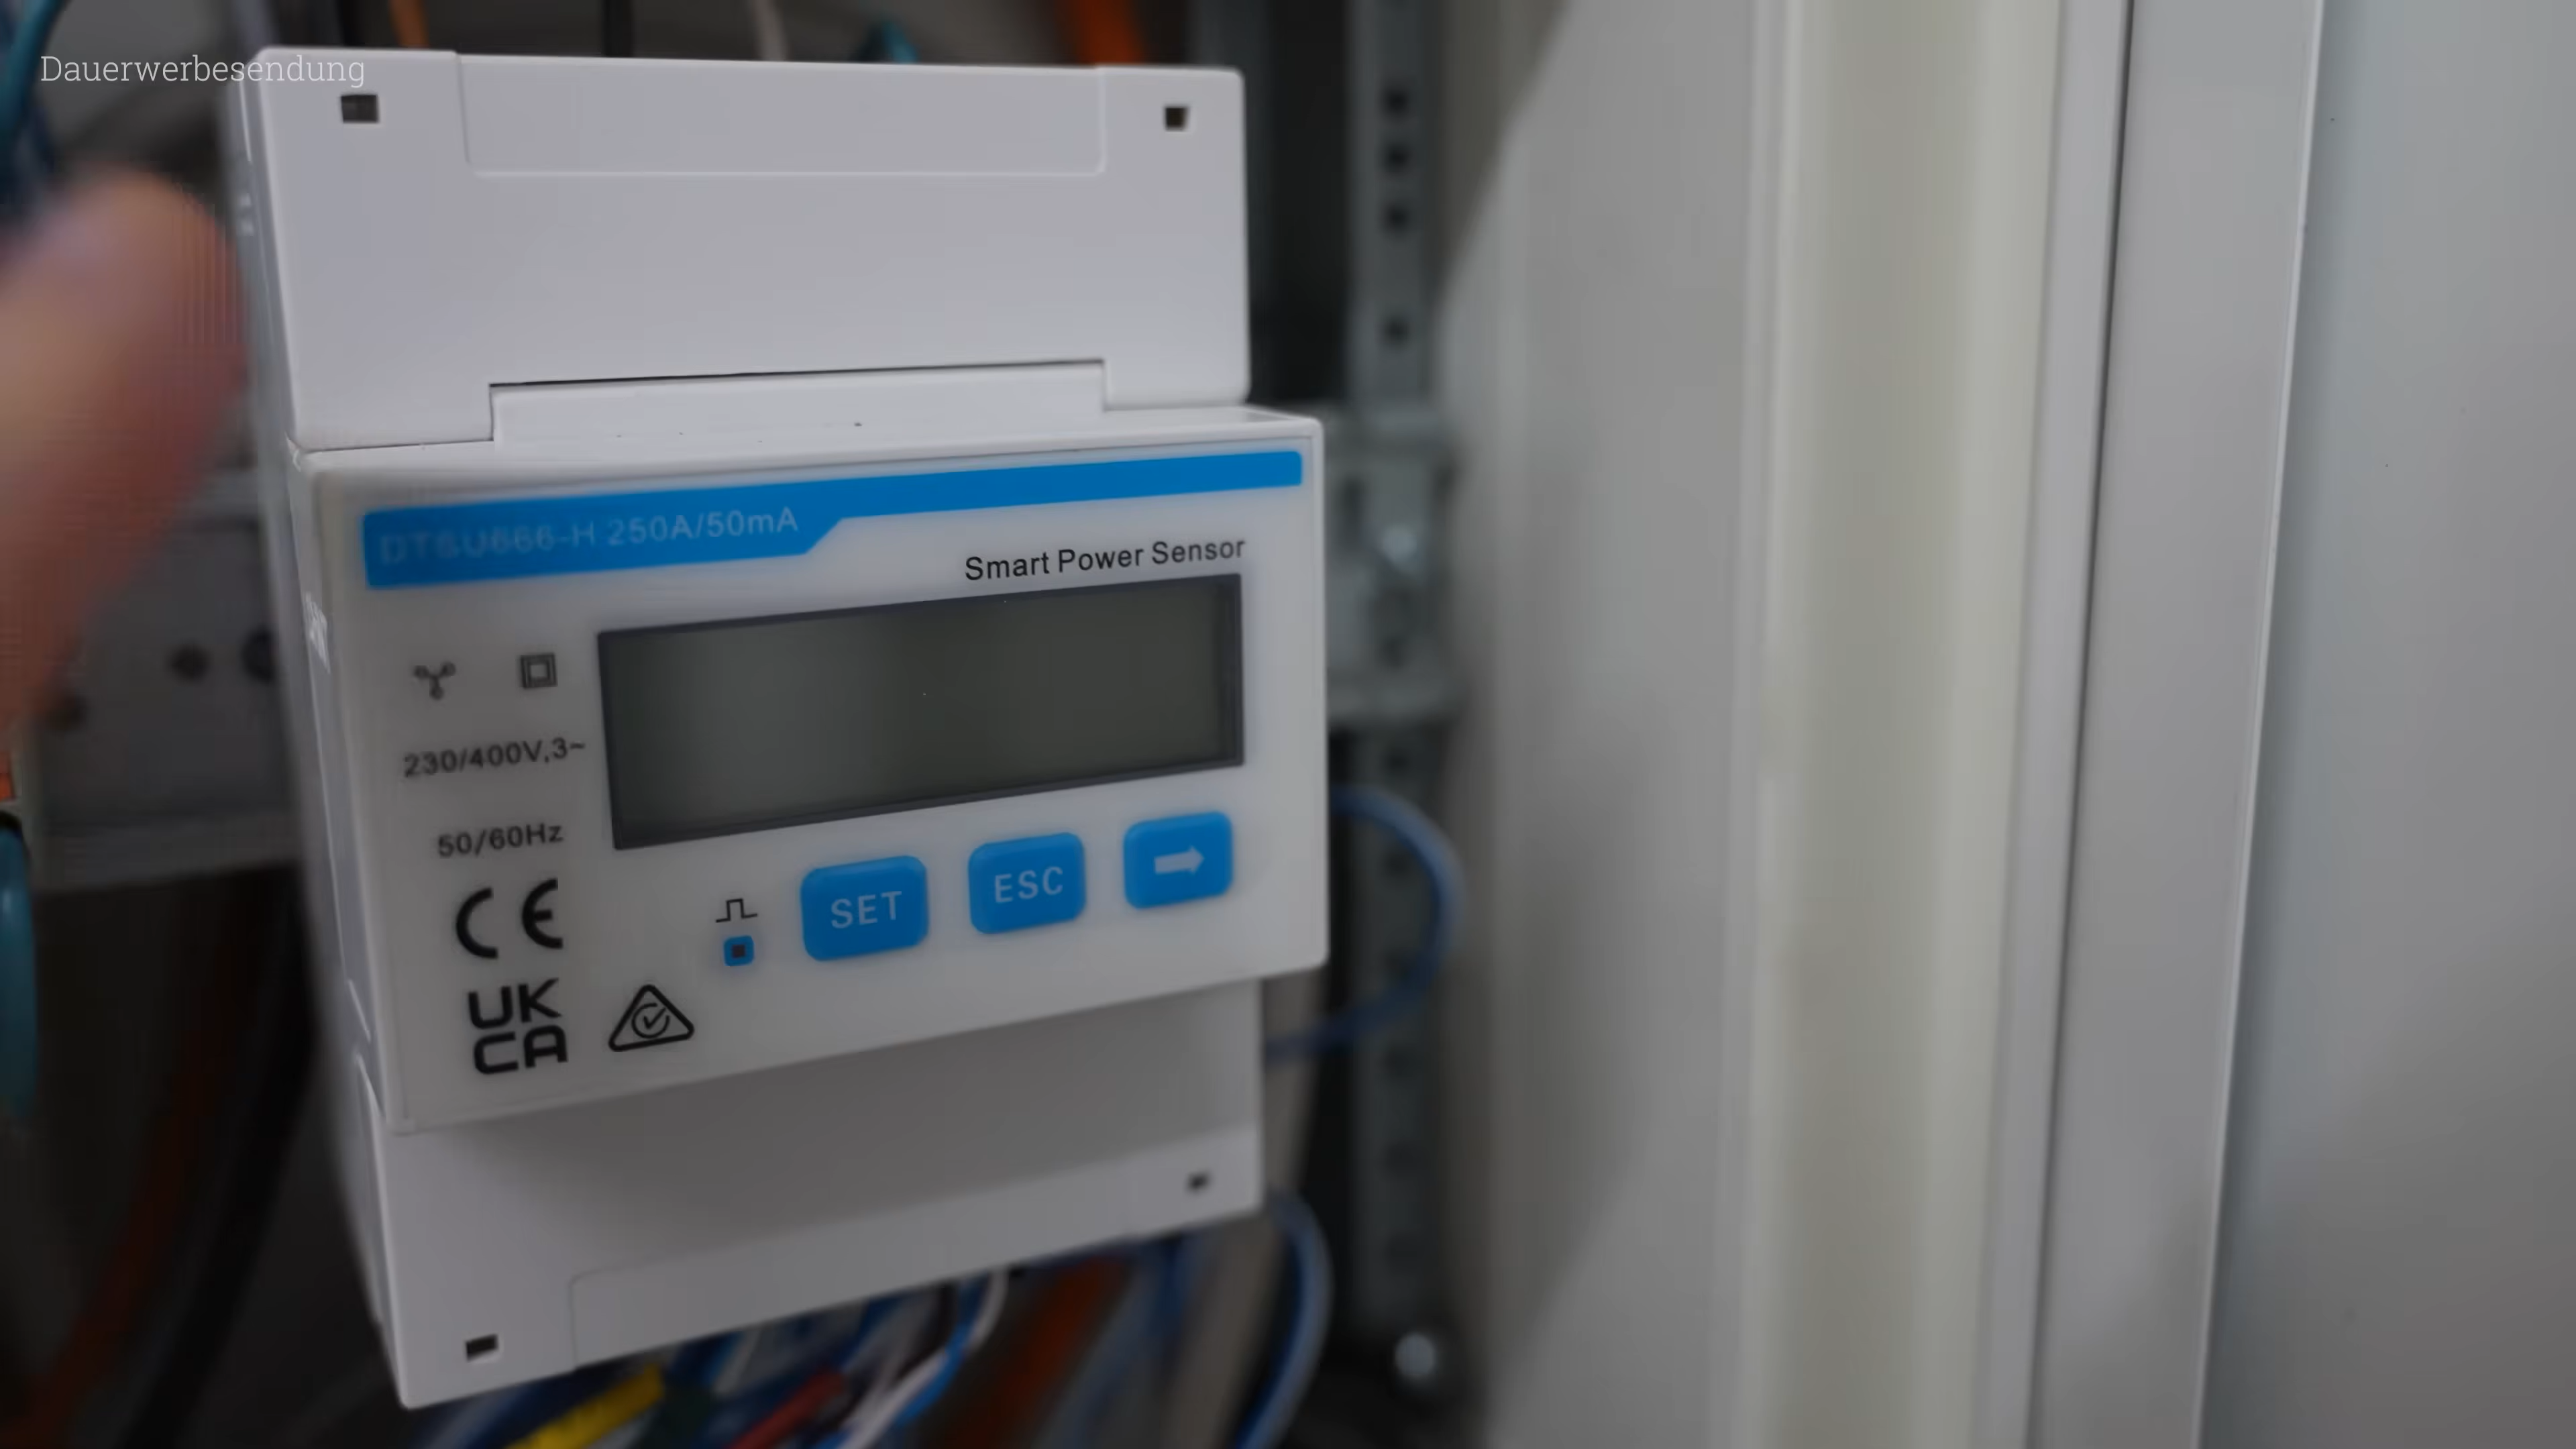 Dauerwerbesendung
DTSU666-H 250A/50mA
Smart Power Sensor
230/400V,3~
50/60Hz
CE
SET
ESC
UK
CA